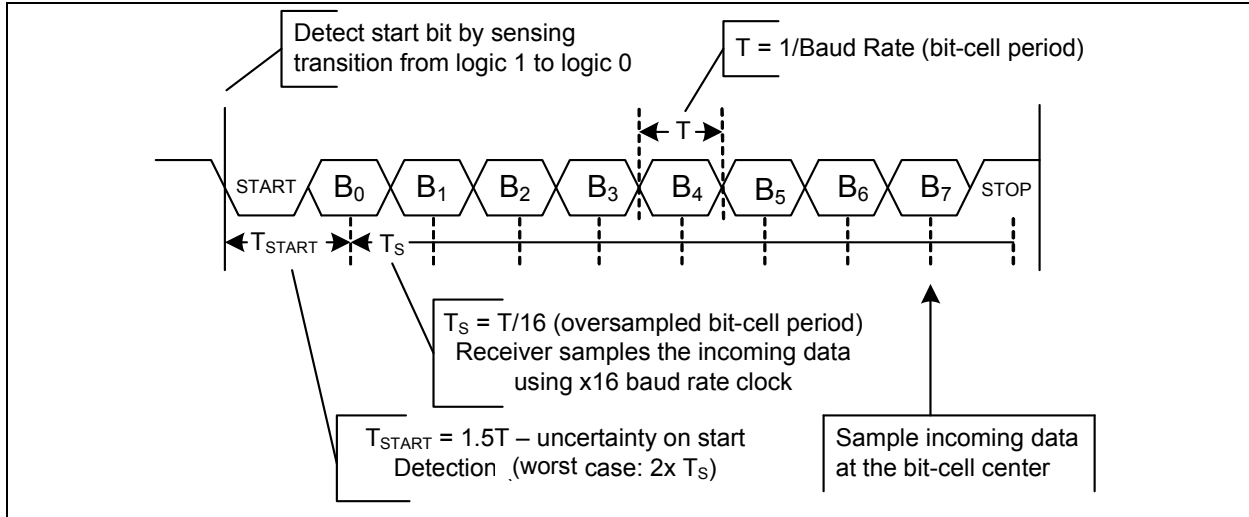 Detect start bit by sensing
transition from logic 1 to logic 0
T = 1/Baud Rate (bit-cell period)
T
START B0 B1 B2 B3 B4 B5 B6 B7 STOP
TSTART TS
TS = T/16 (oversampled bit-cell period)
Receiver samples the incoming data
using x16 baud rate clock
TSTART = 1.5T – uncertainty on start
Detection (worst case: 2x TS)
Sample incoming data
at the bit-cell center